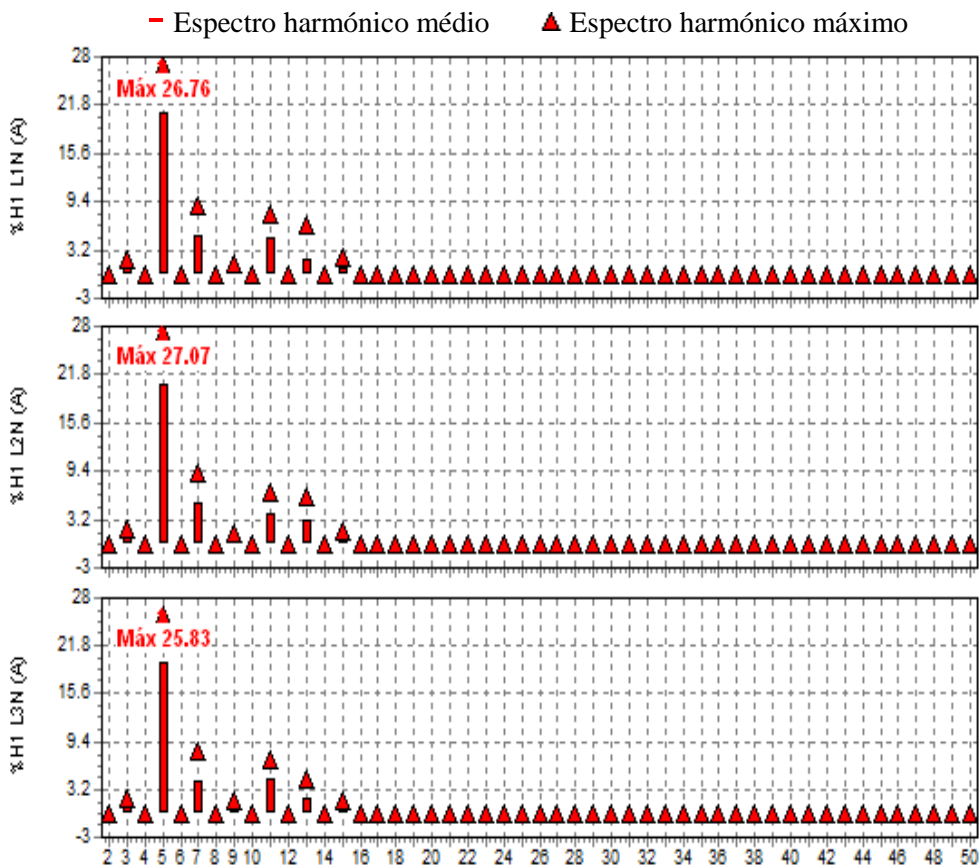 Espectro harmónico médio Espectro harmónico máximo
28
Máx 26.76
21.8
15.6
9.4
3.2
-3
%H1 L1N (A)
28
Máx 27.07
21.8
15.6
9.4
3.2
-3
%H1 L2N (A)
28
Máx 25.83
21.8
15.6
9.4
3.2
-3
%H1 L3N (A)
2 3 4 5 6 7 8 9 10 12 14 16 18 20 22 24 26 28 30 32 34 36 38 40 42 44 46 48 50